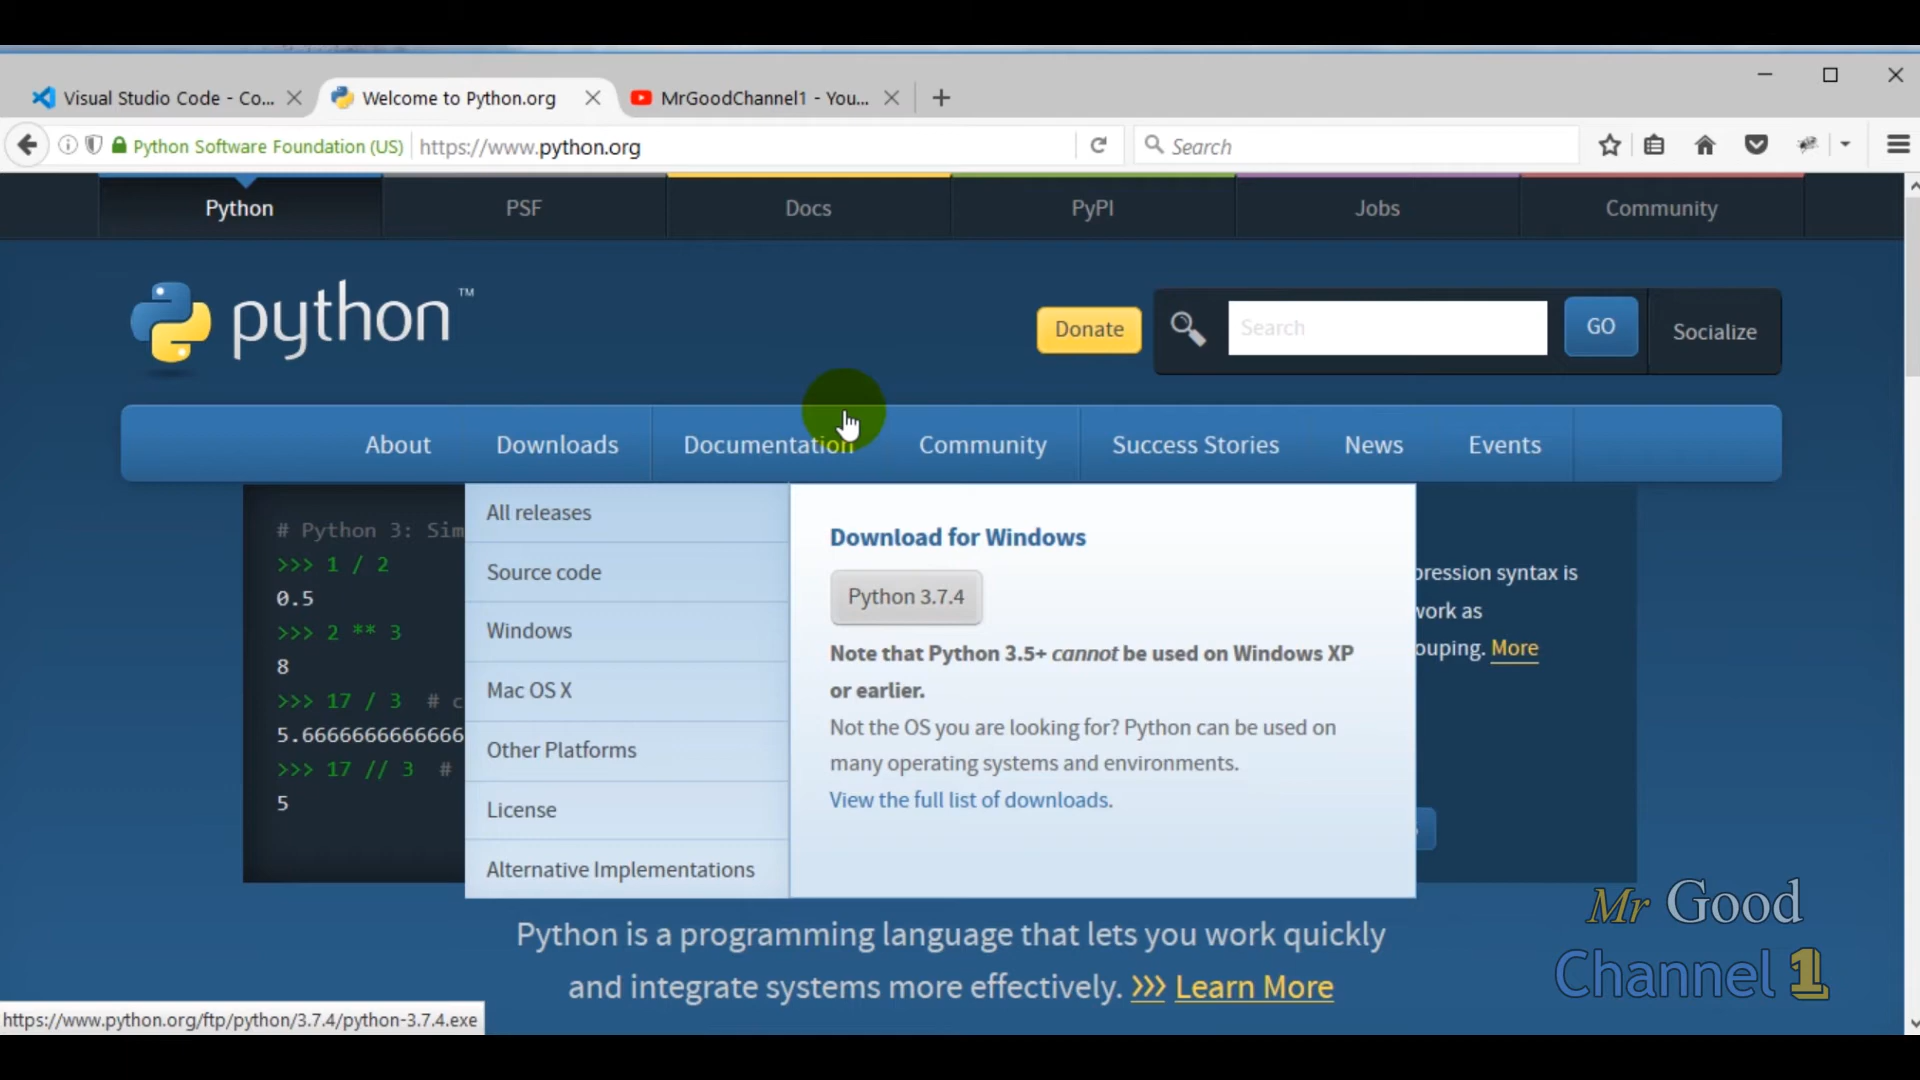 Visual Studio Code - Co...
Welcome to Python.org
MrGoodChannel1 - You...
Python Software Foundation (US)
https://www.python.org
Search
Python
PSF
Docs
PyPI
Jobs
Community
python™
Donate
Search
GO
Socialize
About
Downloads
Documentation
Community
Success Stories
News
Events
All releases
Source code
Windows
Mac OS X
Other Platforms
License
Alternative Implementations
Download for Windows
Python 3.7.4
Note that Python 3.5+ cannot be used on Windows XP
or earlier.
Not the OS you are looking for? Python can be used on
many operating systems and environments.
View the full list of downloads.
# Python 3: Sim
>>> 1 / 2
0.5
>>> 2 ** 3
8
>>> 17 / 3 # c
5.6666666666666
>>> 17 // 3 #
5
pression syntax is
work as
ouping. More
Python is a programming language that lets you work quickly
and integrate systems more effectively. >>> Learn More
Mr Good
Channel 1
https://www.python.org/ftp/python/3.7.4/python-3.7.4.exe